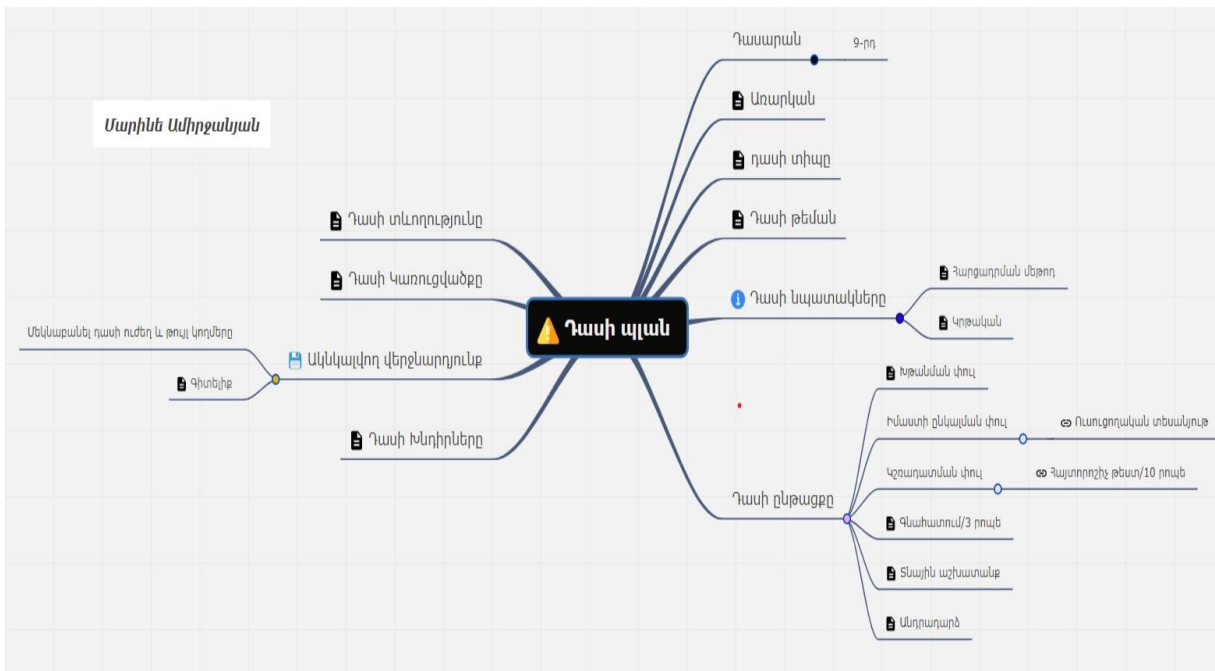 Մարինե Ամիրջանյան
Դասի պլան
Դասարան
9-րդ
Առարկան
դասի տիպը
Դասի թեման
Դասի նպատակները
Հարցադրման մեթոդ
Կրթական
Դասի ընթացքը
Խթանման փուլ
Իմաստի ընկալման փուլ
Ուսուցողական տեսանյութ
Կշռադատման փուլ
Հայտորոշիչ թեստ/10 րոպե
Գնահատում/3 րոպե
Տնային աշխատանք
Անդրադարձ
Դասի տևողությունը
Դասի Կառուցվածքը
Ակնկալվող վերջնարդյունք
Մեկնաբանել դասի ուժեղ և թույլ կողմերը
Գիտելիք
Դասի Խնդիրները